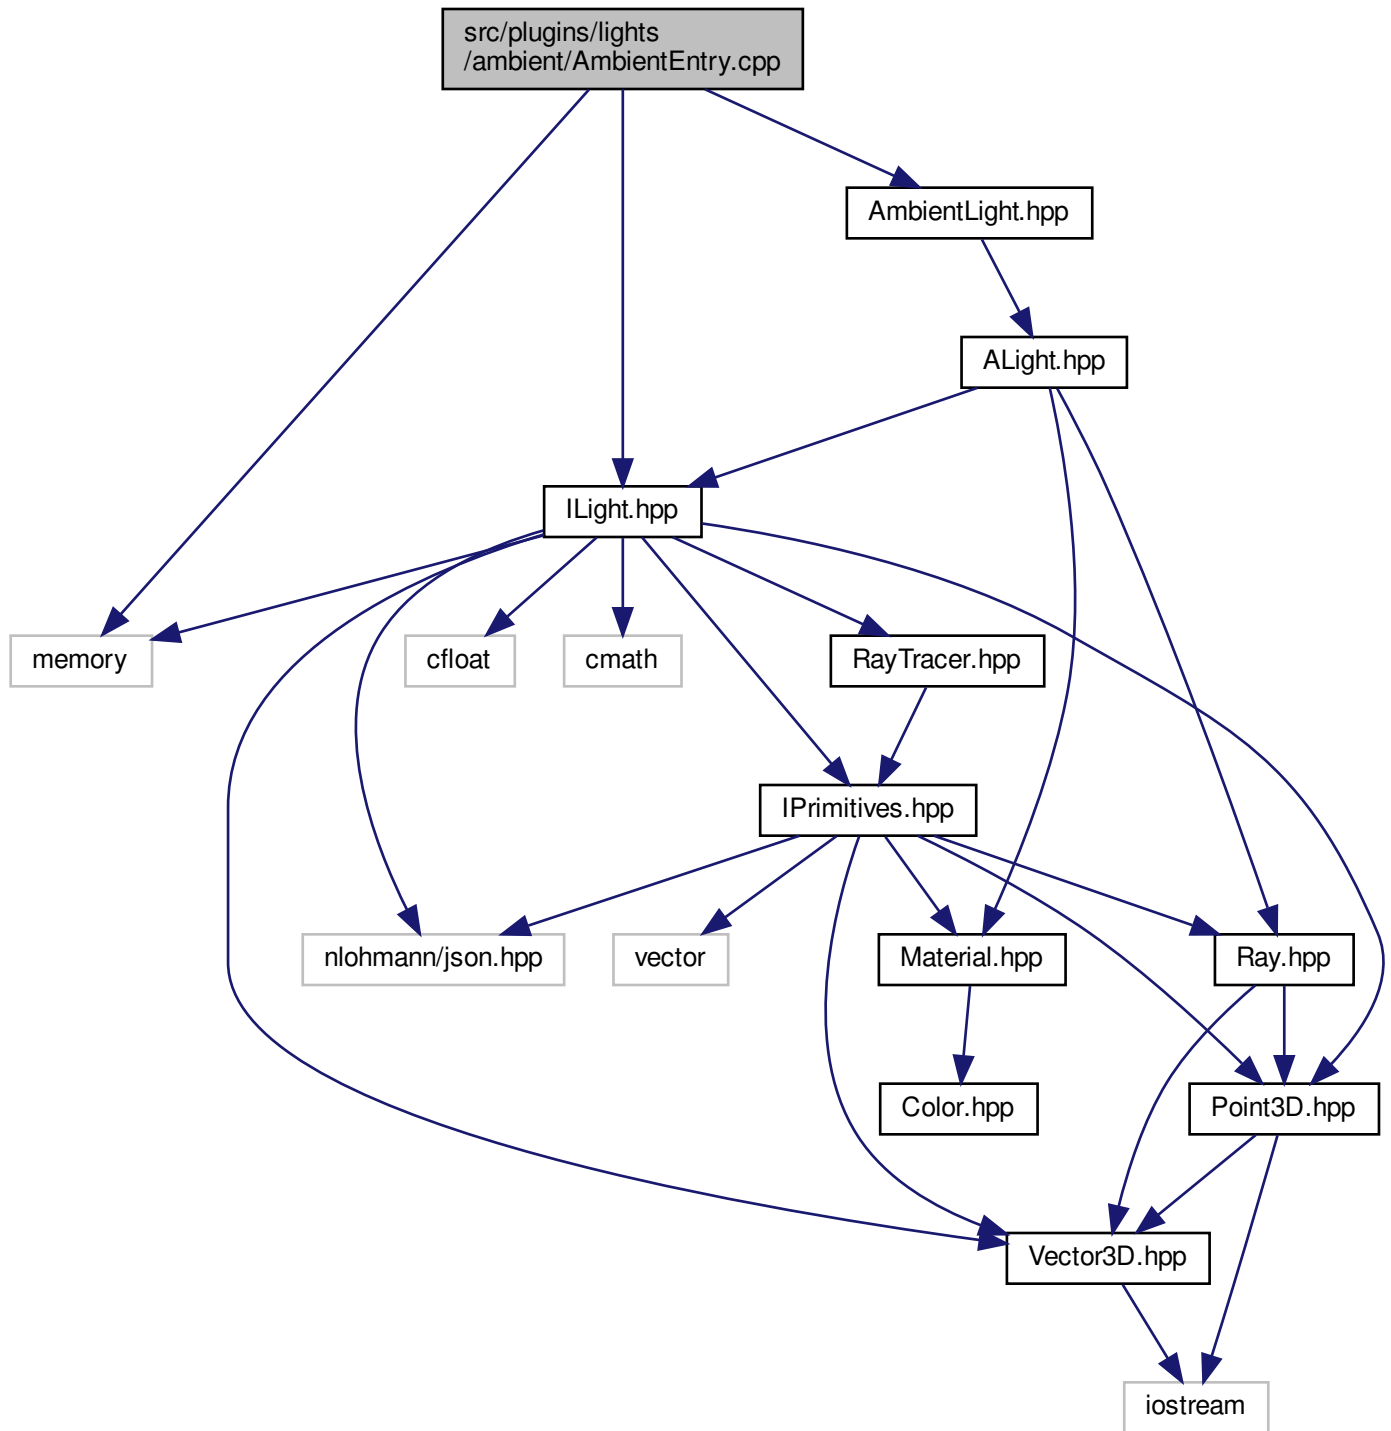 src/plugins/lights
/ambient/AmbientEntry.cpp
AmbientLight.hpp
ALight.hpp
ILight.hpp
memory
cfloat
cmath
RayTracer.hpp
IPrimitives.hpp
nlohmann/json.hpp
vector
Material.hpp
Ray.hpp
Color.hpp
Point3D.hpp
Vector3D.hpp
iostream